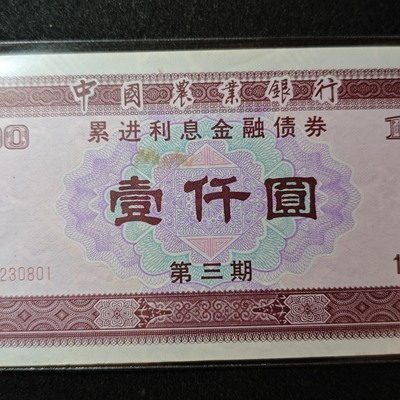 中國農業銀行
累进利息金融债券
00
壹仟圓
230801
第三期